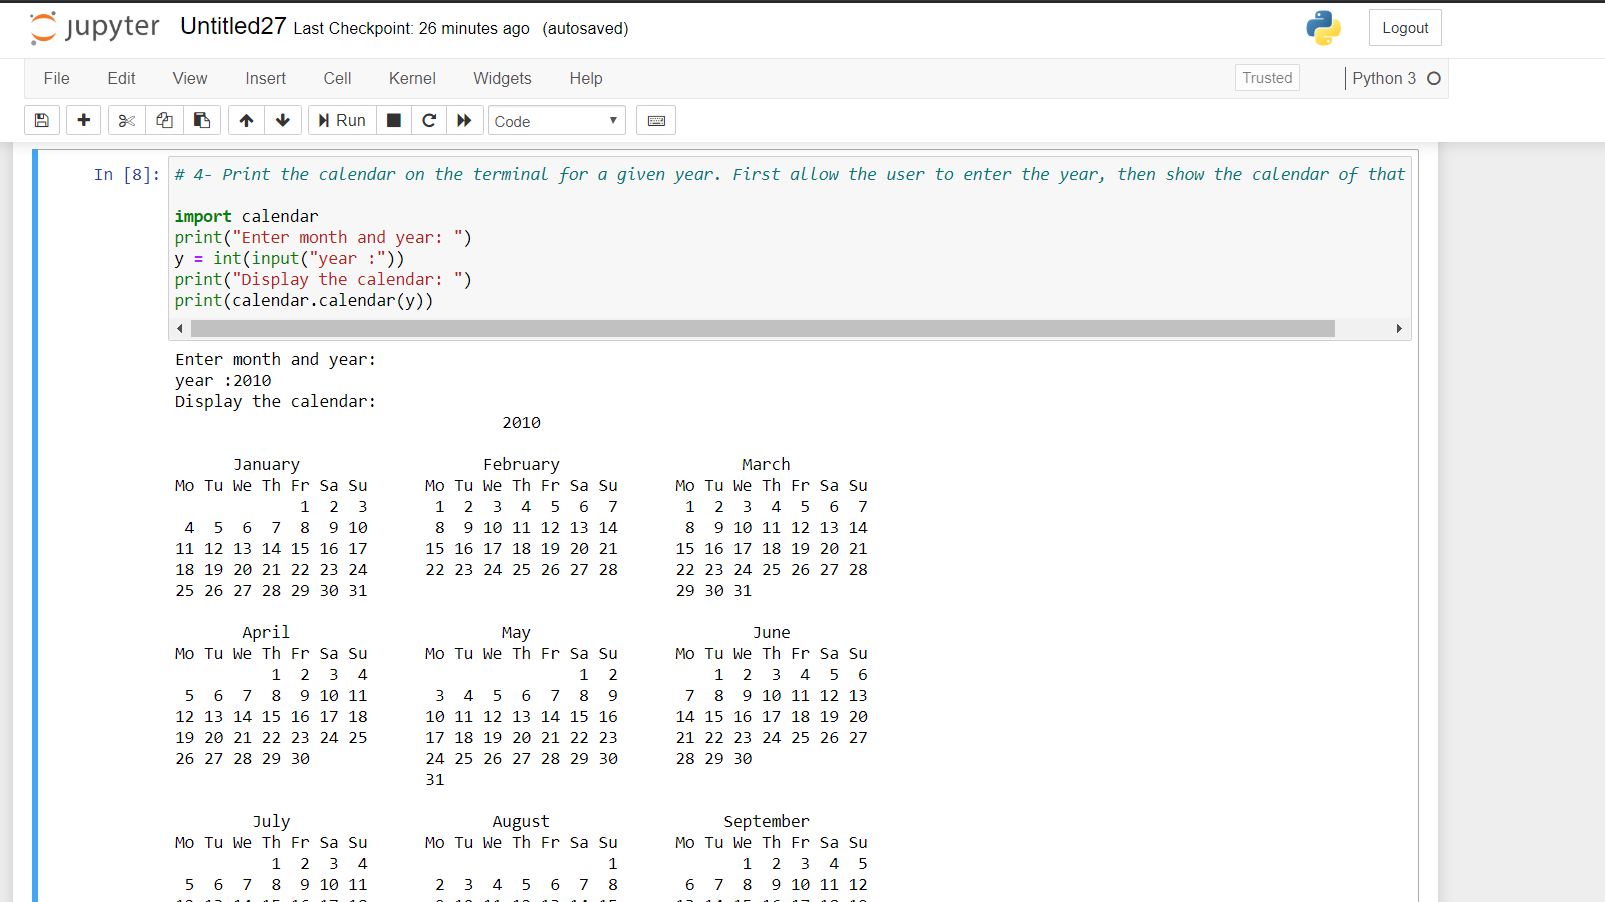 jupyter Untitled27 Last Checkpoint: 26 minutes ago (autosaved) Logout
File Edit View Insert Cell Kernel Widgets Help Trusted Python 3
Run Code
In [8]: # 4- Print the calendar on the terminal for a given year. First allow the user to enter the year, then show the calendar of that
import calendar
print("Enter month and year: ")
y = int(input("year :"))
print("Display the calendar: ")
print(calendar.calendar(y))
Enter month and year:
year :2010
Display the calendar:
2010
January February March
Mo Tu We Th Fr Sa Su Mo Tu We Th Fr Sa Su Mo Tu We Th Fr Sa Su
1 2 3 1 2 3 4 5 6 7 1 2 3 4 5 6 7
4 5 6 7 8 9 10 8 9 10 11 12 13 14 8 9 10 11 12 13 14
11 12 13 14 15 16 17 15 16 17 18 19 20 21 15 16 17 18 19 20 21
18 19 20 21 22 23 24 22 23 24 25 26 27 28 22 23 24 25 26 27 28
25 26 27 28 29 30 31 29 30 31
April May June
Mo Tu We Th Fr Sa Su Mo Tu We Th Fr Sa Su Mo Tu We Th Fr Sa Su
1 2 3 4 1 2 1 2 3 4 5 6
5 6 7 8 9 10 11 3 4 5 6 7 8 9 7 8 9 10 11 12 13
12 13 14 15 16 17 18 10 11 12 13 14 15 16 14 15 16 17 18 19 20
19 20 21 22 23 24 25 17 18 19 20 21 22 23 21 22 23 24 25 26 27
26 27 28 29 30 24 25 26 27 28 29 30 28 29 30
31
July August September
Mo Tu We Th Fr Sa Su Mo Tu We Th Fr Sa Su Mo Tu We Th Fr Sa Su
1 2 3 4 1 1 2 3 4 5
5 6 7 8 9 10 11 2 3 4 5 6 7 8 6 7 8 9 10 11 12